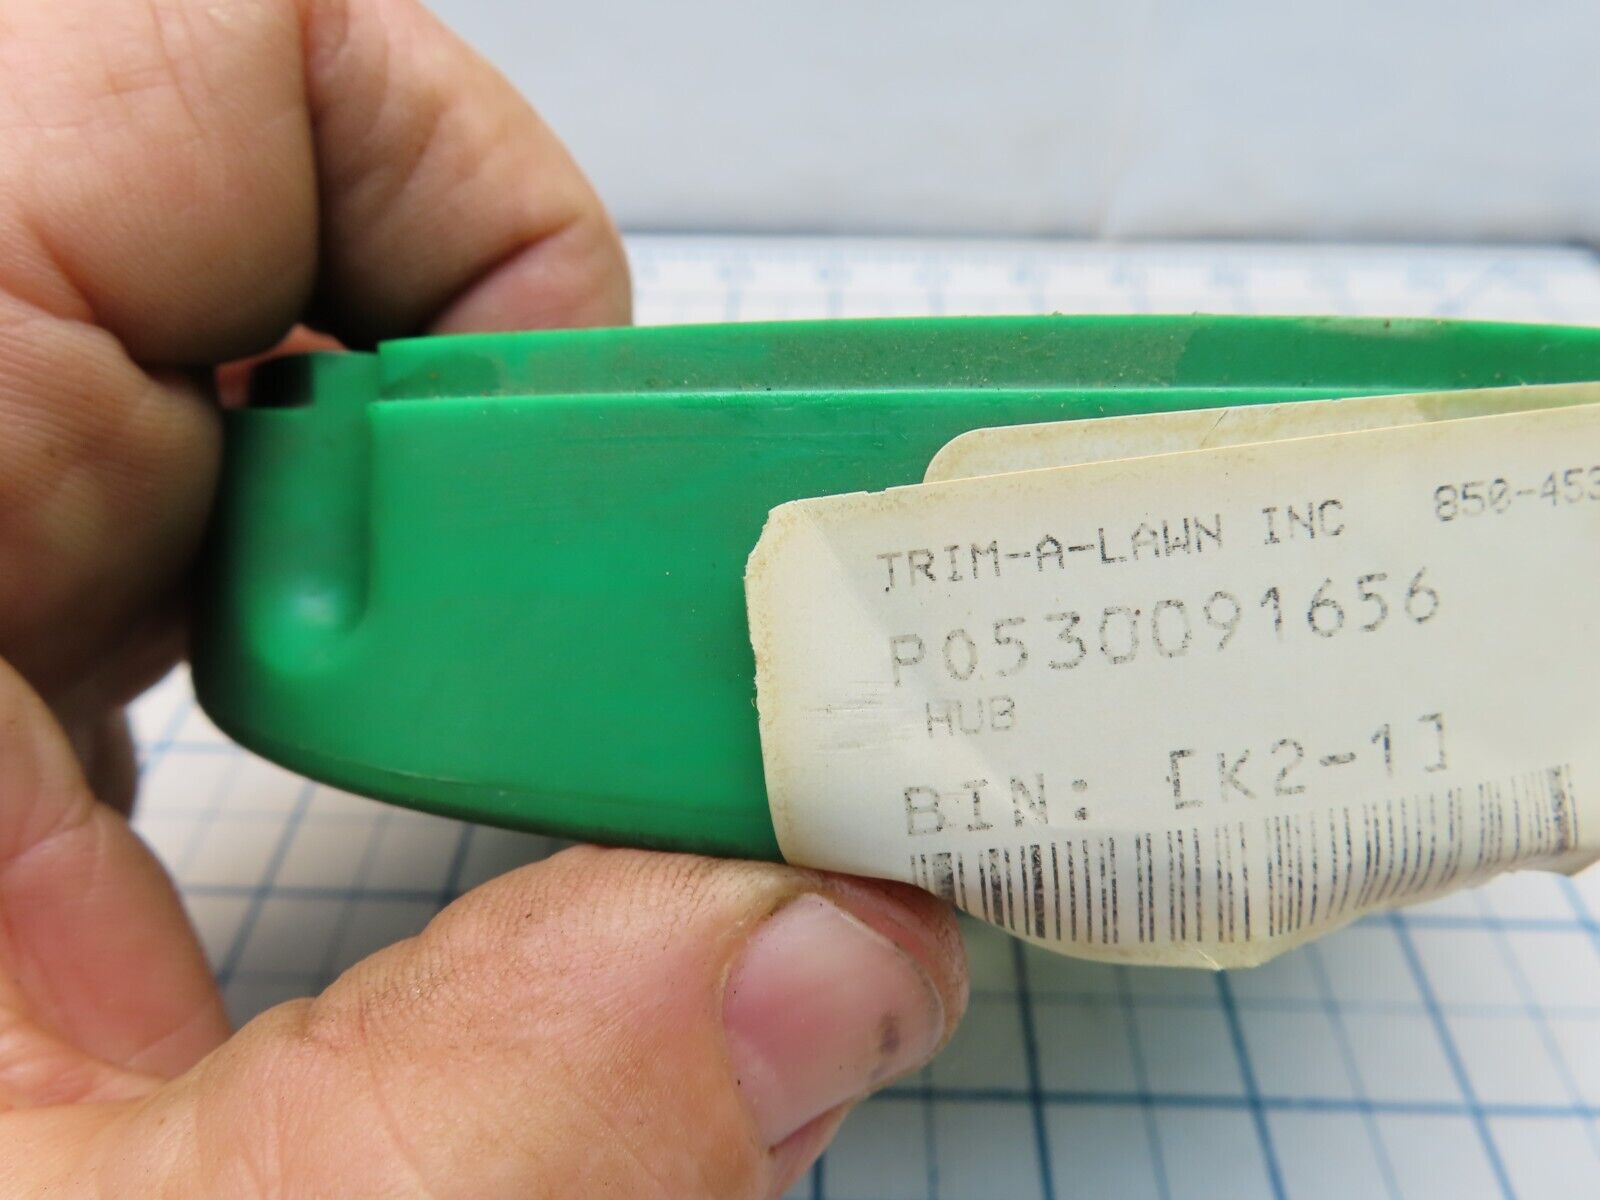 TRIM-A-LAWN INC 850-453
P0530091656
HUB
BIN: [K2-1]